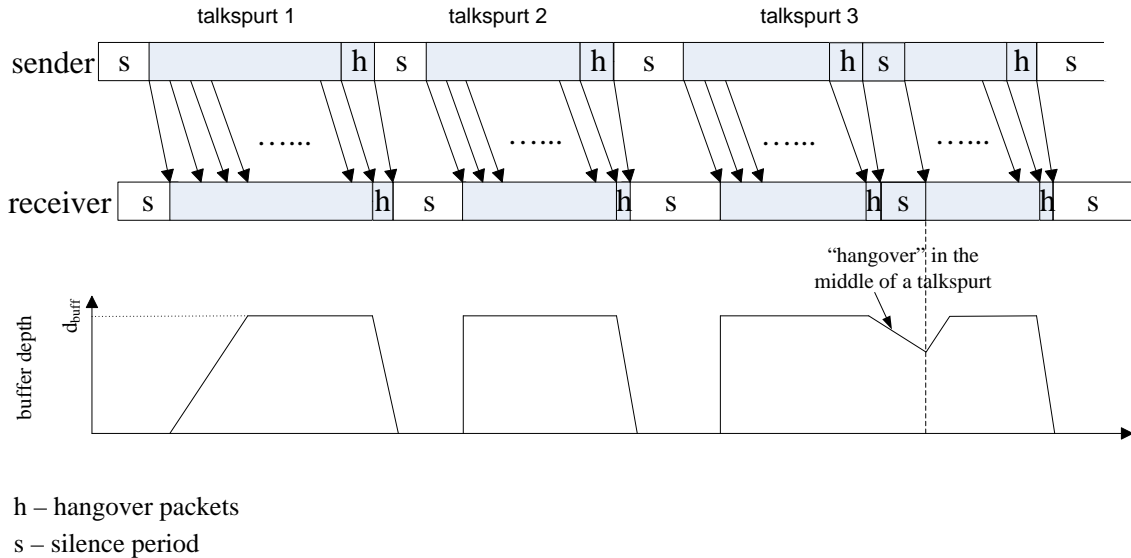 talkspurt 1 talkspurt 2 talkspurt 3
sender s h s h s h s h s
…... …... …...
receiver s h s h s h s h s
“hangover” in the
middle of a talkspurt
d_buff
buffer depth
h – hangover packets
s – silence period